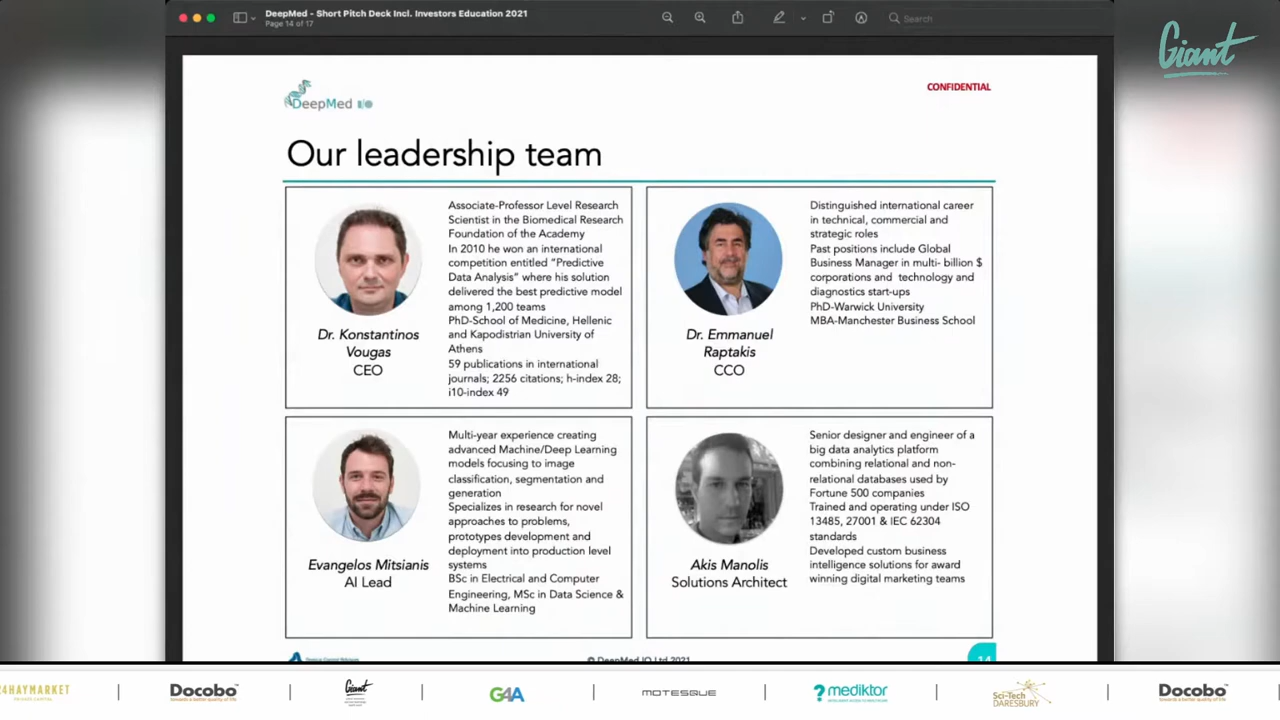 DeepMed - Short Pitch Deck Incl. Investors Education 2021
Page 14 of 17
Search
Giant
DeepMed I/O
CONFIDENTIAL
Our leadership team
Dr. Konstantinos
Vougas
CEO
Associate-Professor Level Research
Scientist in the Biomedical Research
Foundation of the Academy
In 2010 he won an international
competition entitled “Predictive
Data Analysis” where his solution
delivered the best predictive model
among 1,200 teams
PhD-School of Medicine, Hellenic
and Kapodistrian University of
Athens
59 publications in international
journals; 2256 citations; h-index 28;
i10-index 49
Dr. Emmanuel
Raptakis
CCO
Distinguished international career
in technical, commercial and
strategic roles
Past positions include Global
Business Manager in multi- billion $
corporations and technology and
diagnostics start-ups
PhD-Warwick University
MBA-Manchester Business School
Evangelos Mitsianis
AI Lead
Multi-year experience creating
advanced Machine/Deep Learning
models focusing to image
classification, segmentation and
generation
Specializes in research for novel
approaches to problems,
prototypes development and
deployment into production level
systems
BSc in Electrical and Computer
Engineering, MSc in Data Science &
Machine Learning
Akis Manolis
Solutions Architect
Senior designer and engineer of a
big data analytics platform
combining relational and non-
relational databases used by
Fortune 500 companies
Trained and operating under ISO
13485, 27001 & IEC 62304
standards
Developed custom business
intelligence solutions for award
winning digital marketing teams
© DeepMed IO Ltd 2021
14
24HAYMARKET
Docobo
Giant
G4A
MOTESQUE
mediktor
Sci-Tech
DARESBURY
Docobo